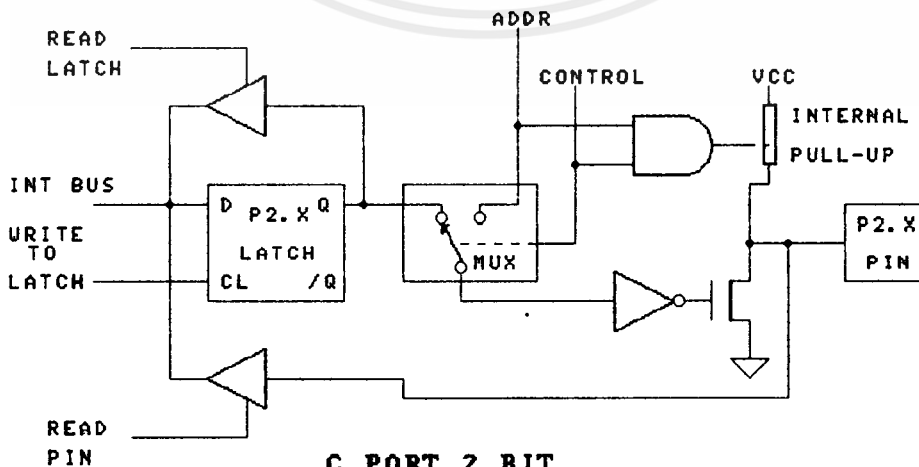 ADDR
READ
LATCH
CONTROL
VCC
INTERNAL
PULL-UP
INT BUS
D P2.X Q
LATCH
CL /Q
WRITE
TO
LATCH
MUX
P2.X
PIN
READ
PIN
C PORT 2 BIT